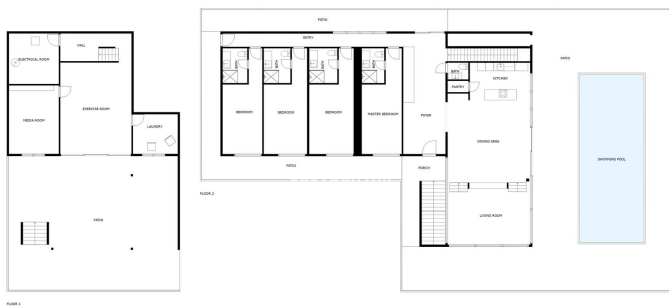 PATIO
ENTRY
HALL
ELECTRICAL ROOM
BATH
BATH
BATH
BATH
BATH
KITCHEN
PATIO
PANTRY
MEDIA ROOM
EXERCISE ROOM
LAUNDRY
BEDROOM
BEDROOM
BEDROOM
MASTER BEDROOM
FOYER
DINING AREA
SWIMMING POOL
PATIO
PORCH
FLOOR 2
PATIO
LIVING ROOM
FLOOR 1